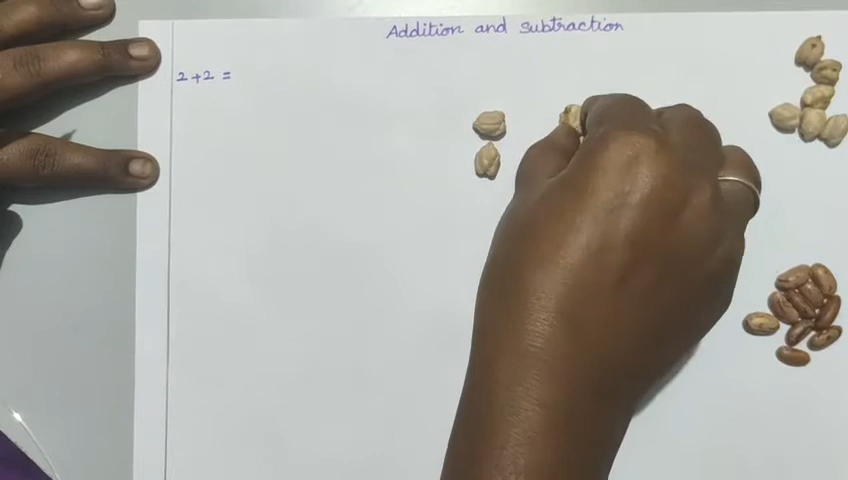 Addition and subtraction
2+2 =